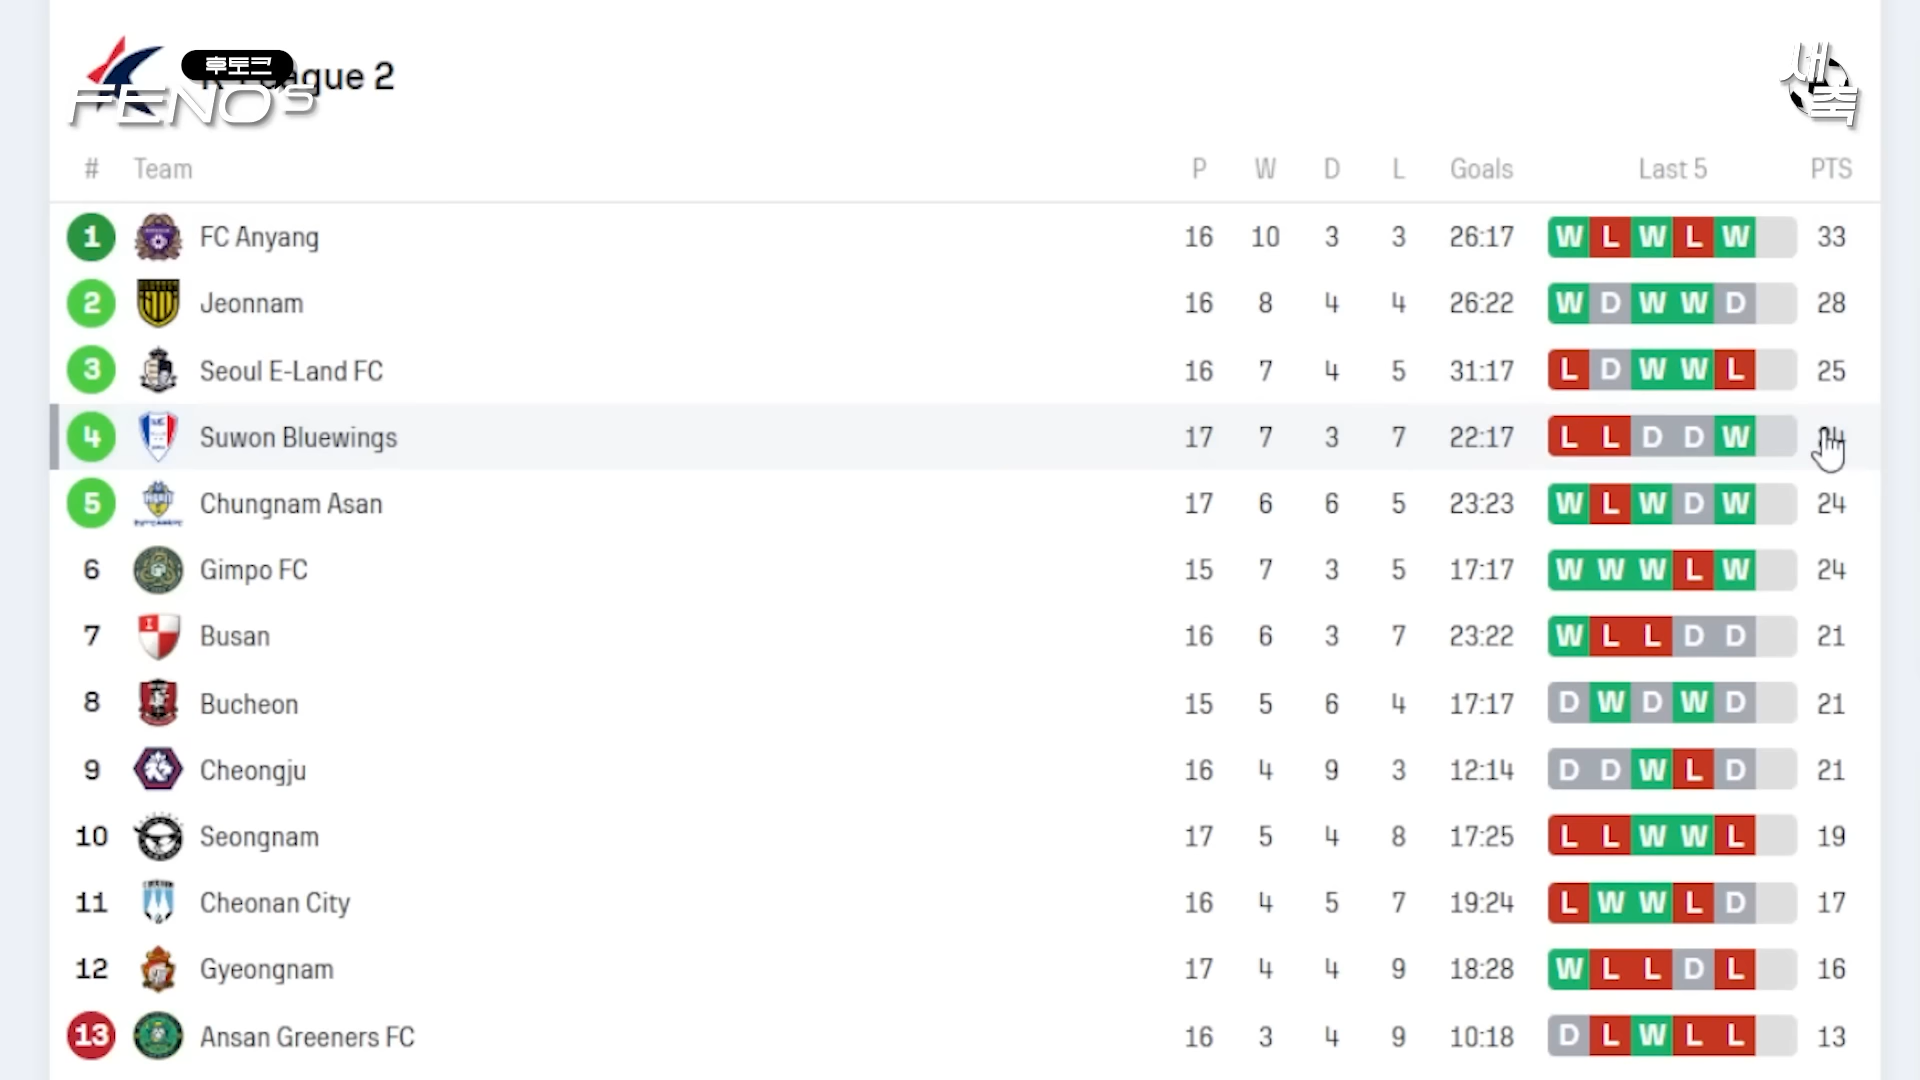 후토크
FENO'S
K League 2
세축
# Team P W D L Goals Last 5 PTS
1 FC Anyang 16 10 3 3 26:17 W L W L W 33
2 Jeonnam 16 8 4 4 26:22 W D W W D 28
3 Seoul E-Land FC 16 7 4 5 31:17 L D W W L 25
4 Suwon Bluewings 17 7 3 7 22:17 L L D D W
5 Chungnam Asan 17 6 6 5 23:23 W L W D W 24
6 Gimpo FC 15 7 3 5 17:17 W W W L W 24
7 Busan 16 6 3 7 23:22 W L L D D 21
8 Bucheon 15 5 6 4 17:17 D W D W D 21
9 Cheongju 16 4 9 3 12:14 D D W L D 21
10 Seongnam 17 5 4 8 17:25 L L W W L 19
11 Cheonan City 16 4 5 7 19:24 L W W L D 17
12 Gyeongnam 17 4 4 9 18:28 W L L D L 16
13 Ansan Greeners FC 16 3 4 9 10:18 D L W L L 13